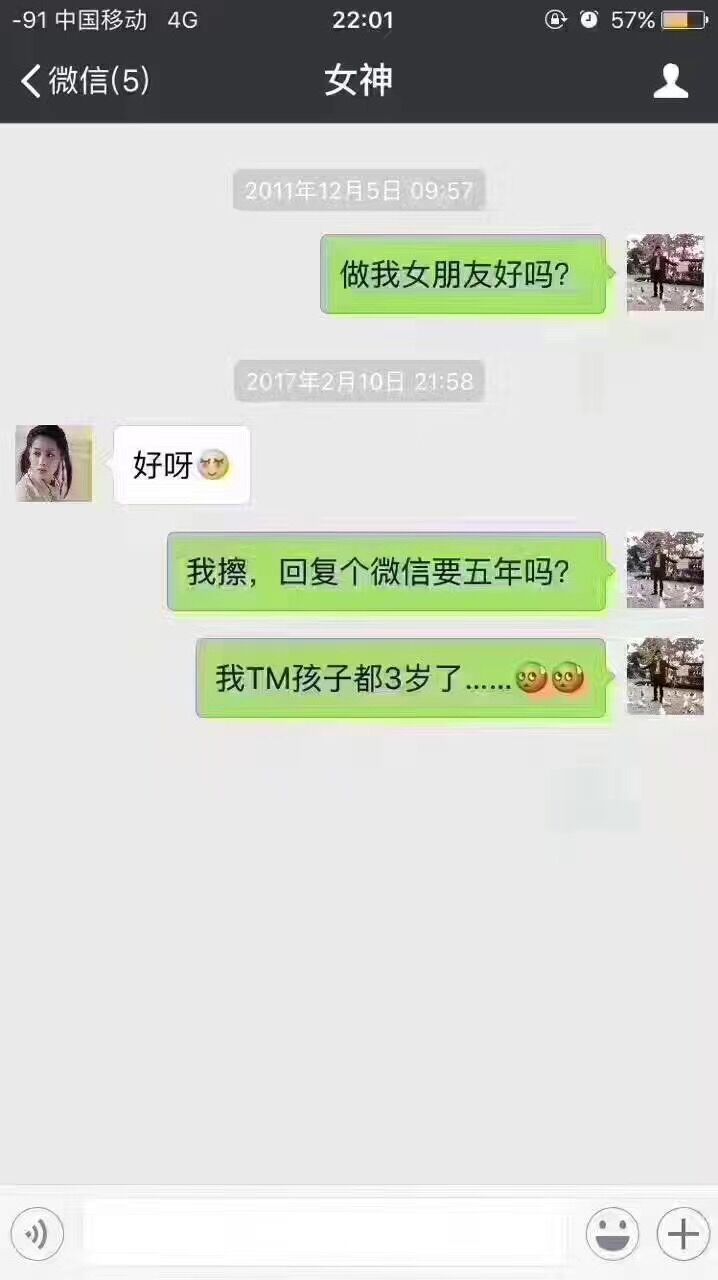 -91 中国移动 4G 22:01 57%
微信(5) 女神
2011年12月5日 09:57
做我女朋友好吗?
2017年2月10日 21:58
好呀
我擦，回复个微信要五年吗?
我TM孩子都3岁了……